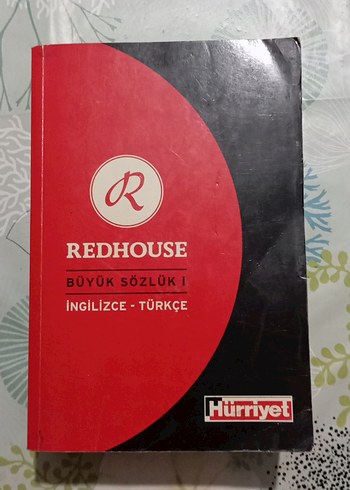 R
REDHOUSE
BÜYÜK SÖZLÜK I
İNGİLİZCE - TÜRKÇE
Hürriyet